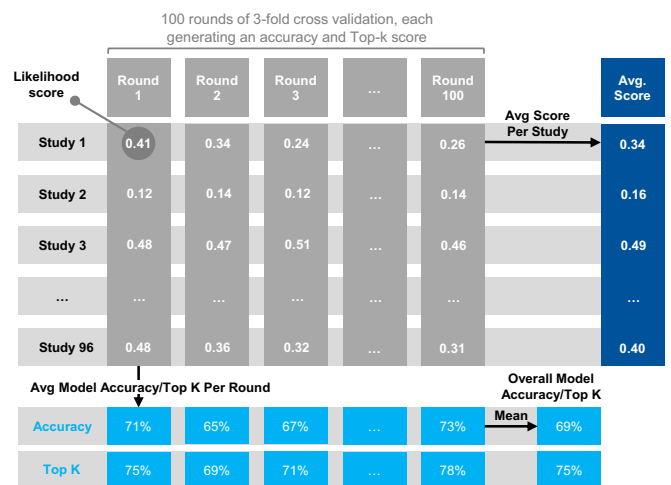 100 rounds of 3-fold cross validation, each
generating an accuracy and Top-k score
Likelihood
score
Round
1
Round
2
Round
3
...
Round
100
Avg.
Score
Avg Score
Per Study
Study 1
0.41
0.34
0.24
...
0.26
0.34
Study 2
0.12
0.14
0.12
...
0.14
0.16
Study 3
0.48
0.47
0.51
...
0.46
0.49
...
...
...
...
...
...
...
Study 96
0.48
0.36
0.32
...
0.31
0.40
Avg Model Accuracy/Top K Per Round
Overall Model
Accuracy/Top K
Accuracy
71%
65%
67%
...
73%
Mean
69%
Top K
75%
69%
71%
...
78%
75%